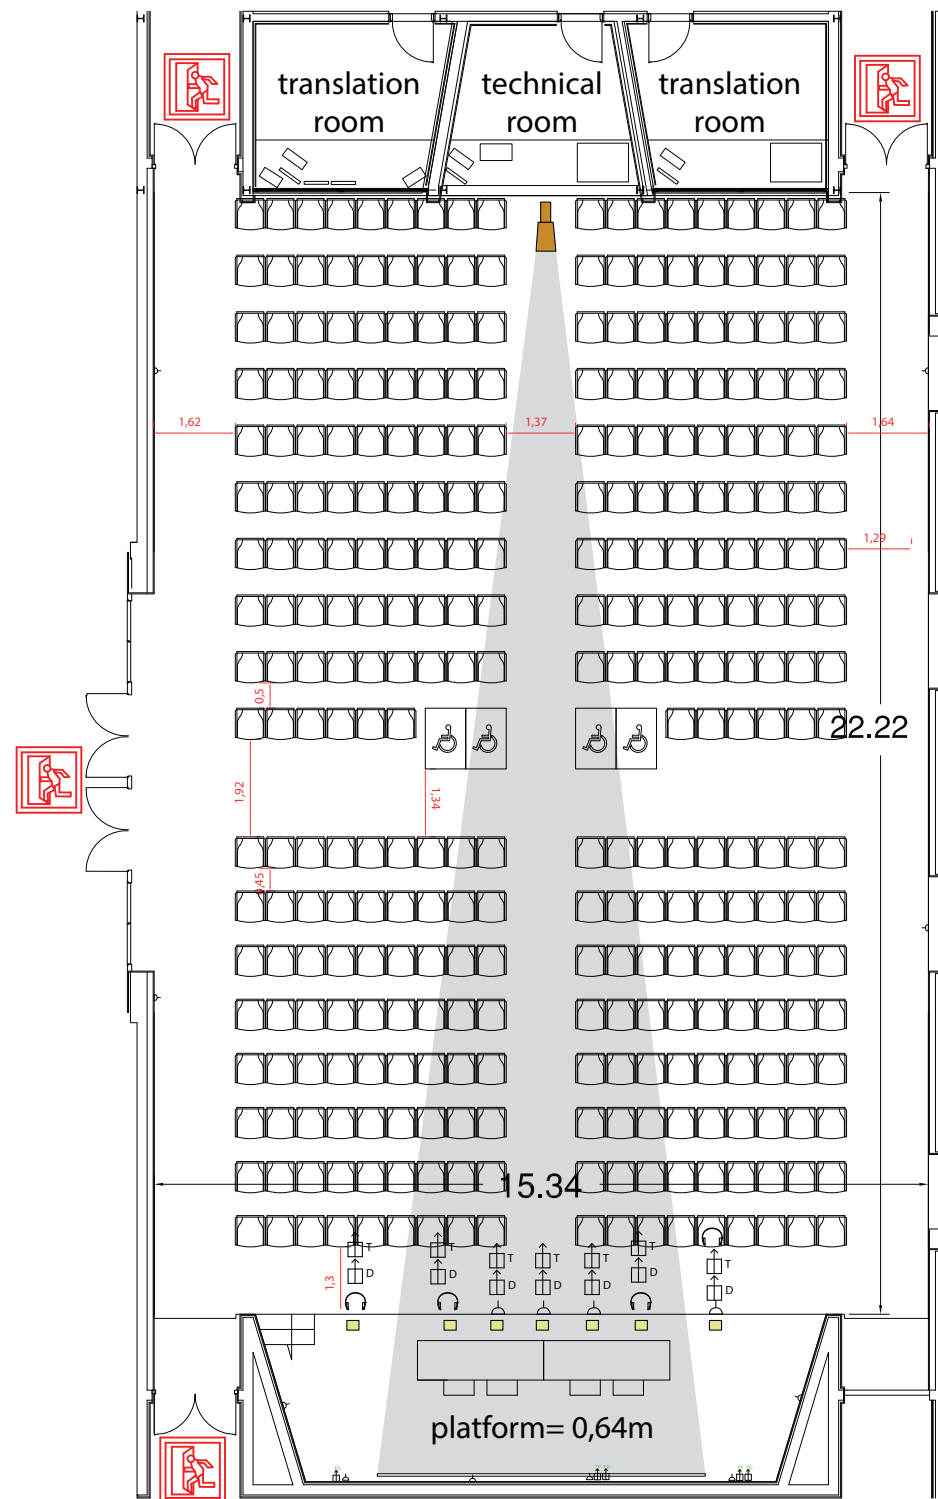 translation
room
technical
room
translation
room
1,62
1,37
1,64
1,29
0,5
22.22
1,92
1,34
0,45
15.34
T
T
T
T
T
T
T
D
D
D
D
D
D
D
1,3
platform= 0,64m